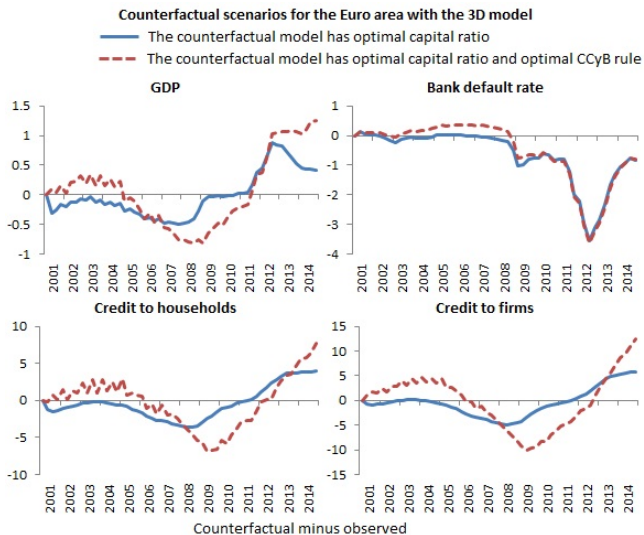 Counterfactual scenarios for the Euro area with the 3D model
The counterfactual model has optimal capital ratio
The counterfactual model has optimal capital ratio and optimal CCyB rule
GDP
1.5
1
0.5
0
-0.5
-1
2001 2002 2003 2004 2005 2006 2007 2008 2009 2010 2011 2012 2013 2014
Bank default rate
1
0
-1
-2
-3
-4
2001 2002 2003 2004 2005 2006 2007 2008 2009 2010 2011 2012 2013 2014
Credit to households
10
5
0
-5
-10
2001 2002 2003 2004 2005 2006 2007 2008 2009 2010 2011 2012 2013 2014
Credit to firms
15
10
5
0
-5
-10
-15
2001 2002 2003 2004 2005 2006 2007 2008 2009 2010 2011 2012 2013 2014
Counterfactual minus observed